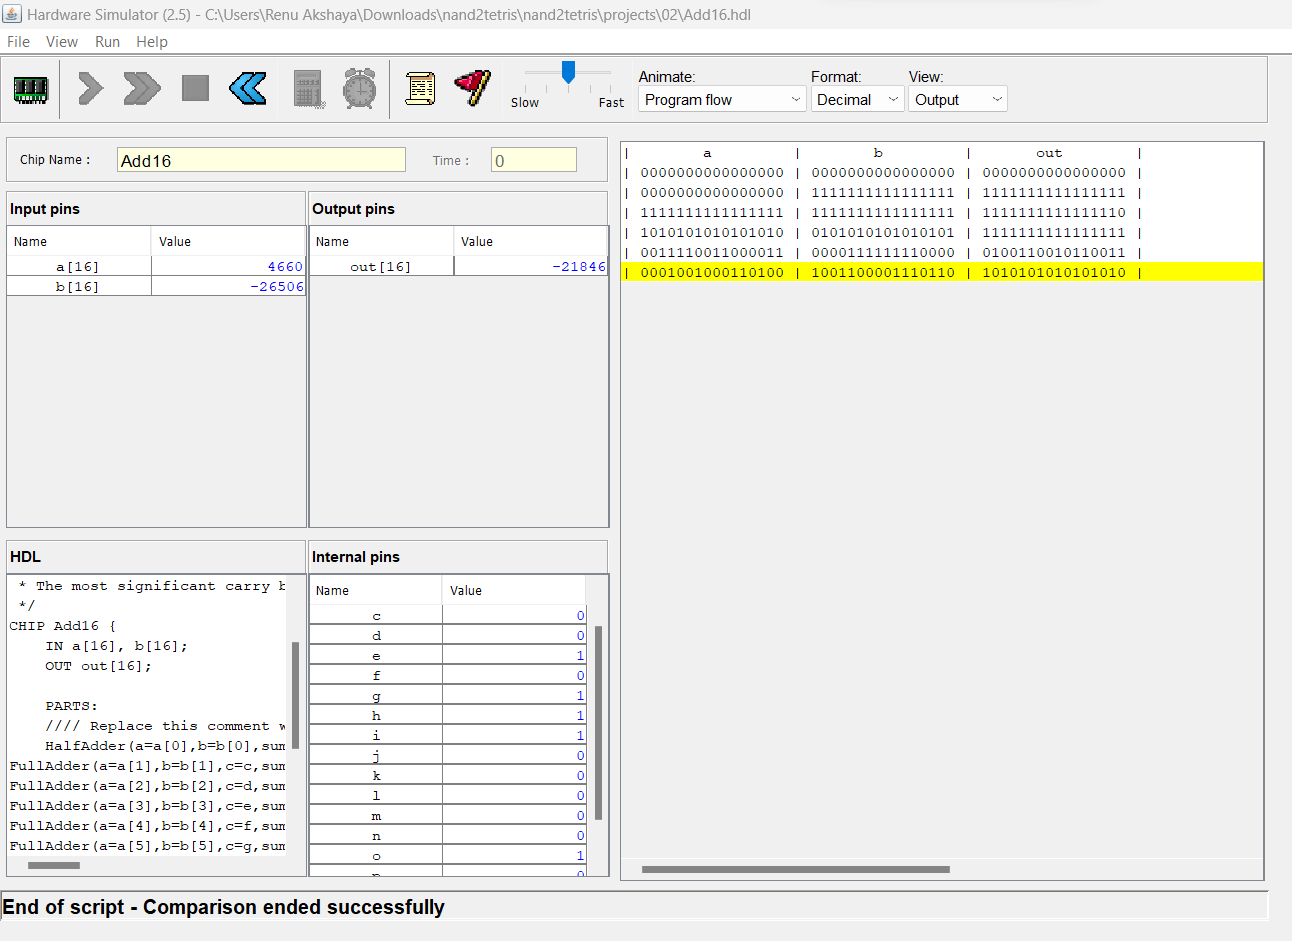 Hardware Simulator (2.5) - C:\Users\Renu Akshaya\Downloads\nand2tetris\nand2tetris\projects\02\Add16.hdl
File View Run Help
Slow Fast
Animate: Format: View:
Program flow Decimal Output
Chip Name : Add16 Time : 0
Input pins
Name Value
a[16] 4660
b[16] -26506
Output pins
Name Value
out[16] -21846
| a | b | out |
| 0000000000000000 | 0000000000000000 | 0000000000000000 |
| 0000000000000000 | 1111111111111111 | 1111111111111111 |
| 1111111111111111 | 1111111111111111 | 1111111111111110 |
| 1010101010101010 | 0101010101010101 | 1111111111111111 |
| 0011110011000011 | 0000111111110000 | 0100110010110011 |
| 0001001000110100 | 1001100001110110 | 1010101010101010 |
HDL
* The most significant carry b
*/
CHIP Add16 {
IN a[16], b[16];
OUT out[16];
PARTS:
//// Replace this comment w
HalfAdder(a=a[0],b=b[0],sum
FullAdder(a=a[1],b=b[1],c=c,sum
FullAdder(a=a[2],b=b[2],c=d,sum
FullAdder(a=a[3],b=b[3],c=e,sum
FullAdder(a=a[4],b=b[4],c=f,sum
FullAdder(a=a[5],b=b[5],c=g,sum
Internal pins
Name Value
c 0
d 0
e 1
f 0
g 1
h 1
i 1
j 0
k 0
l 0
m 0
n 0
o 1
End of script - Comparison ended successfully